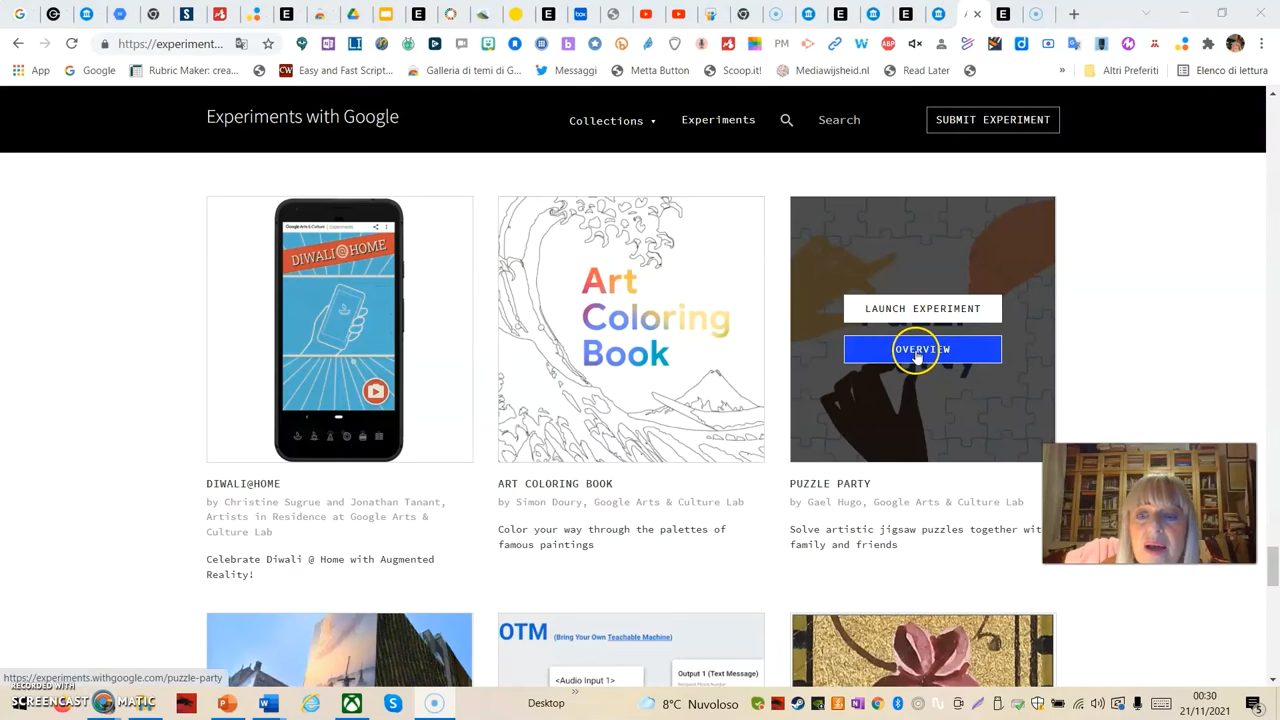 https://experiment...
App
Google
Rubric Maker: crea...
Easy and Fast Script...
Galleria di temi di G...
Messaggi
Metta Button
Scoop.it!
Mediawijsheid.nl
Read Later
»
Altri Preferiti
Elenco di lettura
Experiments with Google
Collections ▾
Experiments
Search
SUBMIT EXPERIMENT
Google Arts & Culture | Experiments
DIWALI@HOME
Art
Coloring
Book
LAUNCH EXPERIMENT
OVERVIEW
DIWALI@HOME
by Christine Sugrue and Jonathan Tanant,
Artists in Residence at Google Arts &
Culture Lab
Celebrate Diwali @ Home with Augmented
Reality!
ART COLORING BOOK
by Simon Doury, Google Arts & Culture Lab
Color your way through the palettes of
famous paintings
PUZZLE PARTY
by Gael Hugo, Google Arts & Culture Lab
Solve artistic jigsaw puzzles together wit
family and friends
OTM (Bring Your Own Teachable Machine)
<Audio Input 1>
Output 1 (Text Message)
https://experiments.withgoogle.com/puzzle-party
RECORDED WITH
SCREENCAST MATIC
Desktop
»
8°C Nuvoloso
00:30
21/11/2021
5